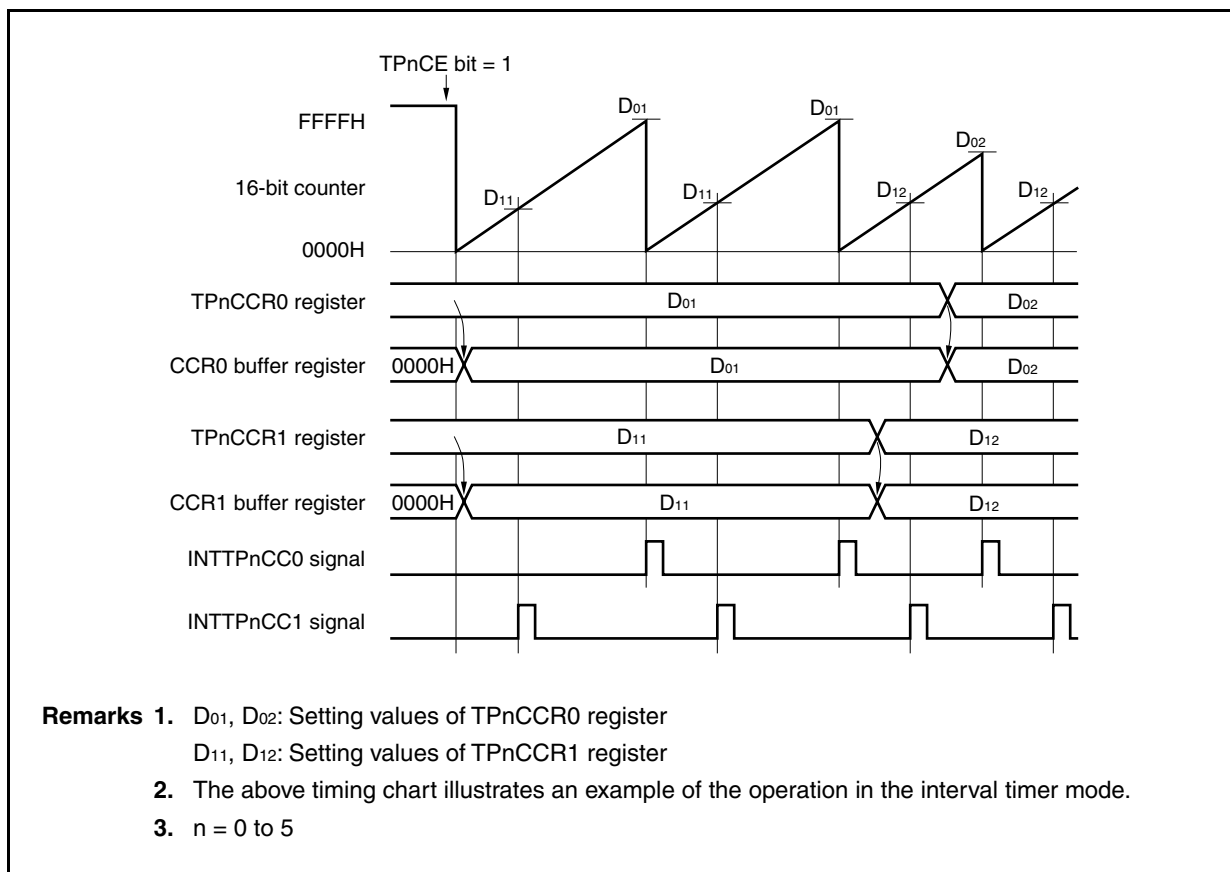 TPnCE bit = 1
D01 D01
FFFFH
D02
16-bit counter
D11 D11 D12 D12
0000H
TPnCCR0 register D01 D02
CCR0 buffer register 0000H D01 D02
TPnCCR1 register D11 D12
CCR1 buffer register 0000H D11 D12
INTTPnCC0 signal
INTTPnCC1 signal
Remarks 1. D01, D02: Setting values of TPnCCR0 register
D11, D12: Setting values of TPnCCR1 register
2. The above timing chart illustrates an example of the operation in the interval timer mode.
3. n = 0 to 5